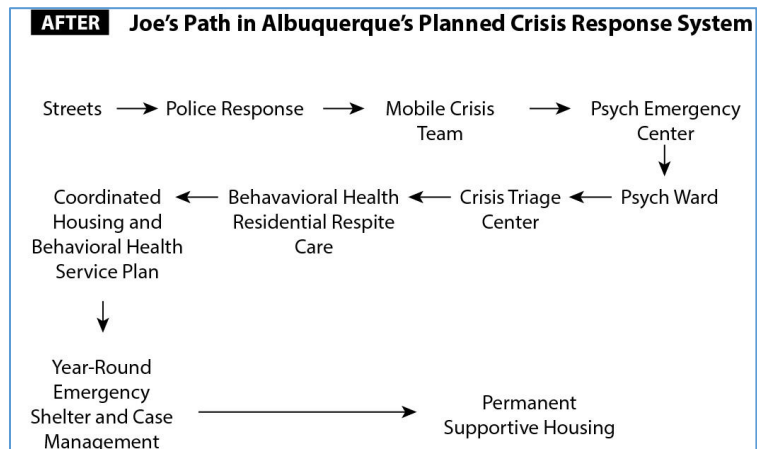 AFTER Joe's Path in Albuquerque's Planned Crisis Response System
Streets Police Response Mobile Crisis Psych Emergency
Team Center
Coordinated Behavavioral Health Crisis Triage Psych Ward
Housing and Residential Respite Center
Behavioral Health Care
Service Plan
Year-Round
Emergency
Shelter and Case Permanent
Management Supportive Housing